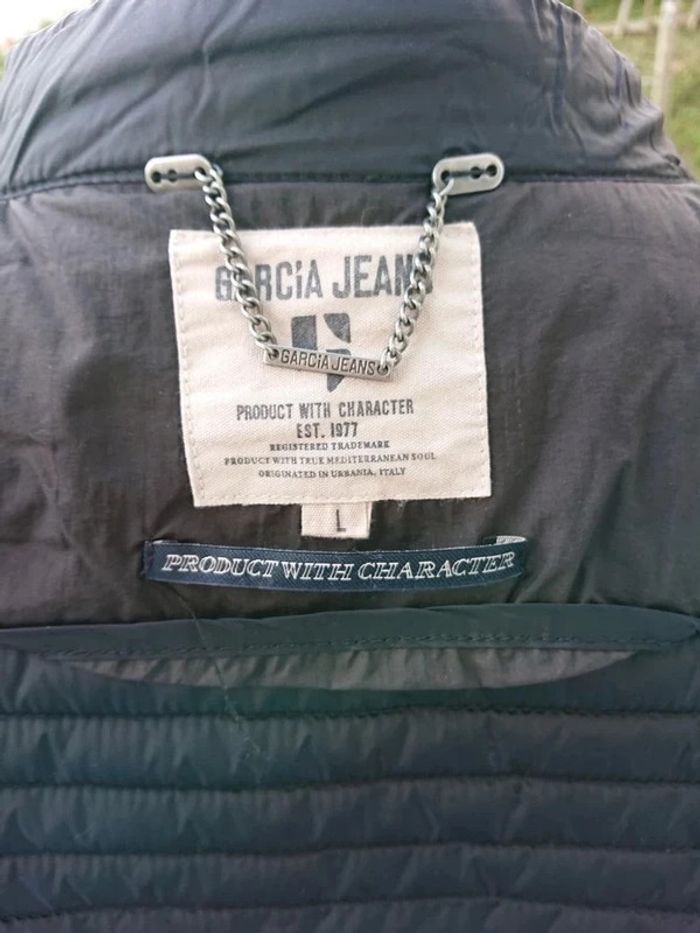 GARCiA JEANS
GARCiA JEANS
PRODUCT WITH CHARACTER
EST. 1977
REGISTERED TRADEMARK
PRODUCT WITH TRUE MEDITERRANEAN SOUL
ORIGINATED IN URBANIA, ITALY
L
PRODUCT WITH CHARACTER